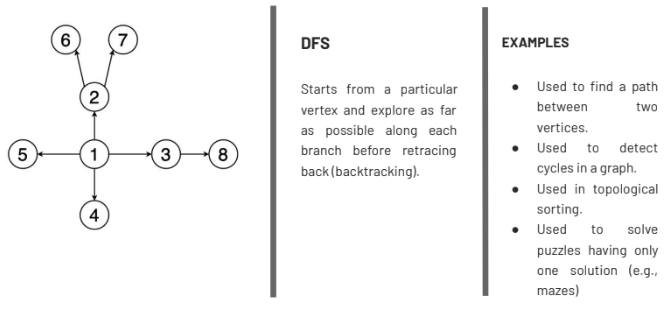 6
7
2
5
1
3
8
4
DFS
Starts from a particular
vertex and explore as far
as possible along each
branch before retracing
back (backtracking).
EXAMPLES
● Used to find a path
between two
vertices.
● Used to detect
cycles in a graph.
● Used in topological
sorting.
● Used to solve
puzzles having only
one solution (e.g.,
mazes)